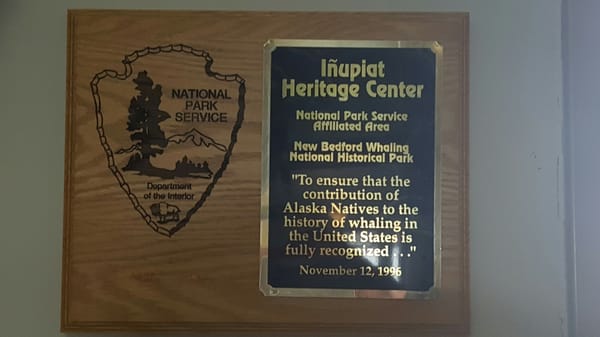 NATIONAL
PARK
SERVICE
Department
of the Interior
Iñupiat
Heritage Center
National Park Service
Affiliated Area
New Bedford Whaling
National Historical Park
"To ensure that the
contribution of
Alaska Natives to the
history of whaling in
the United States is
fully recognized . . ."
November 12, 1996